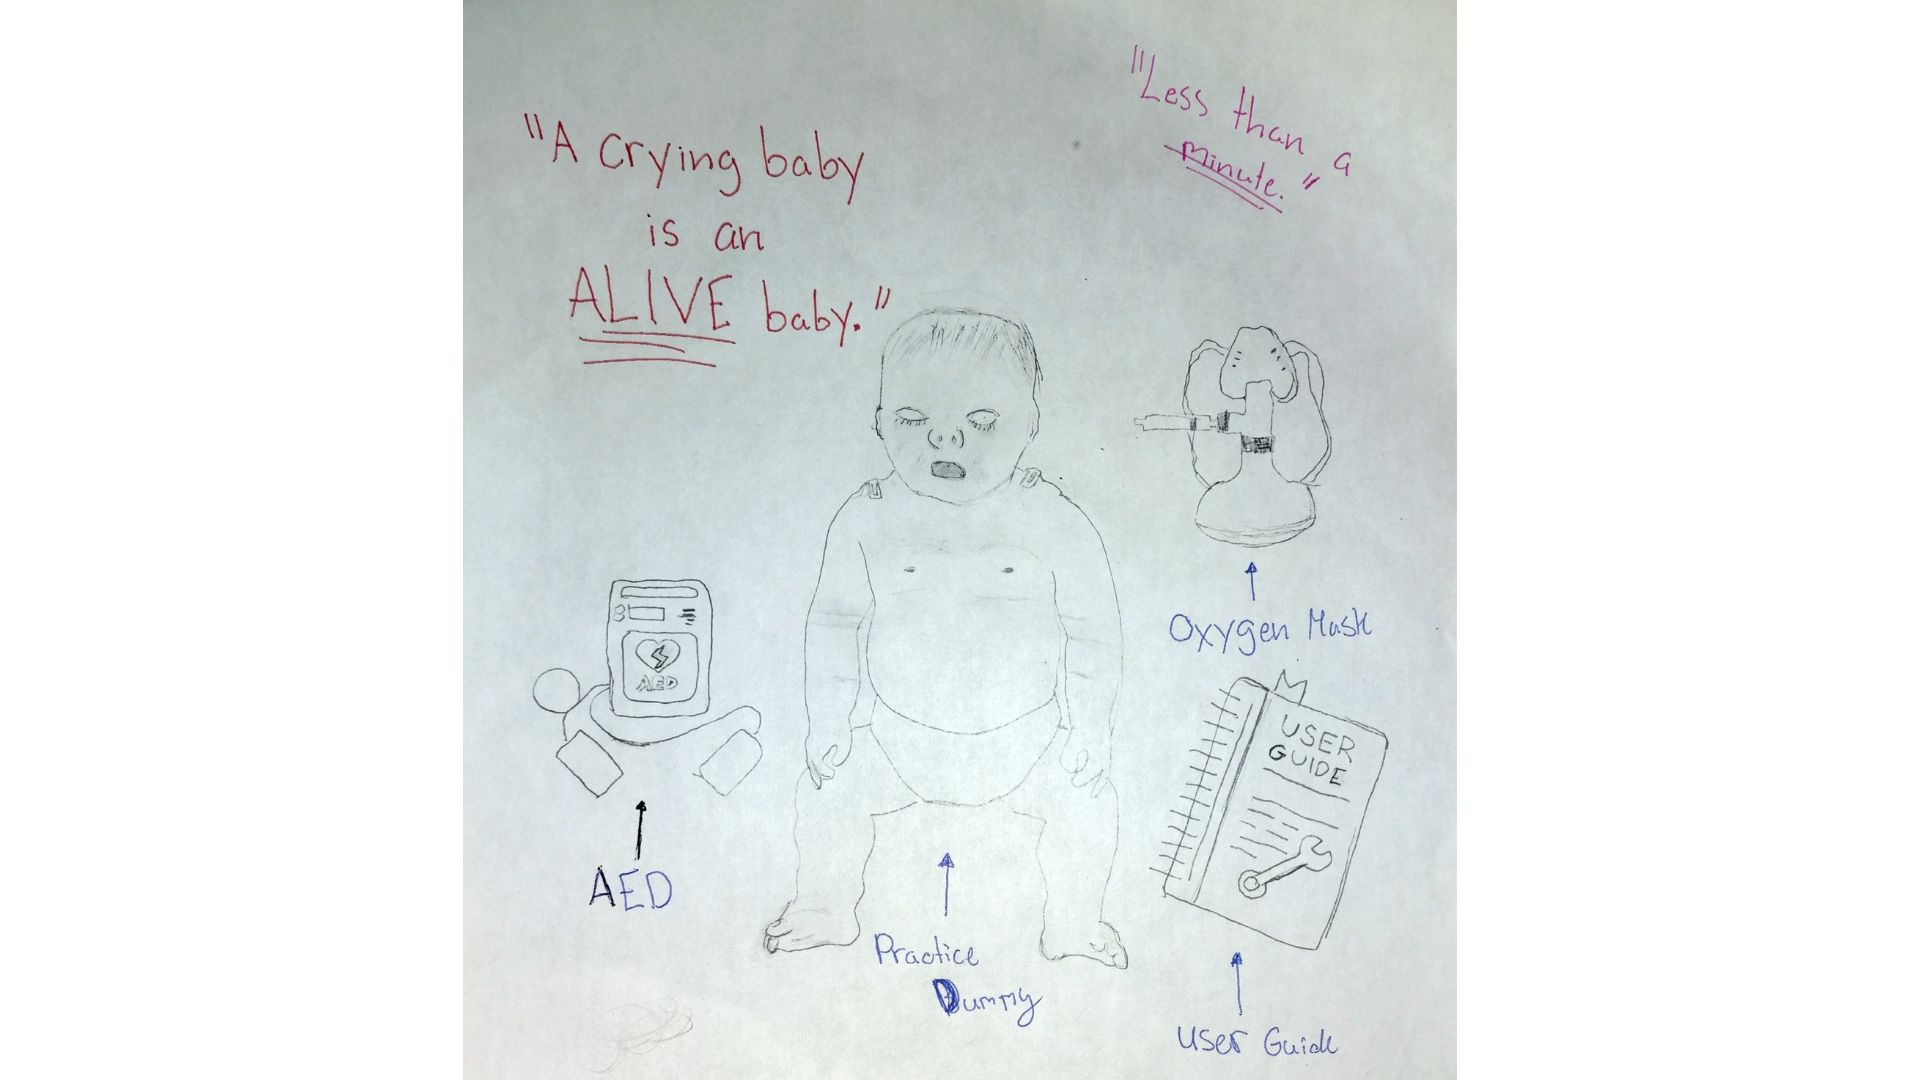 "Less than a
minute."
"A crying baby
is an
ALIVE baby."
AED
USER
GUIDE
Oxygen Mask
AED
Practice
Dummy
User Guide